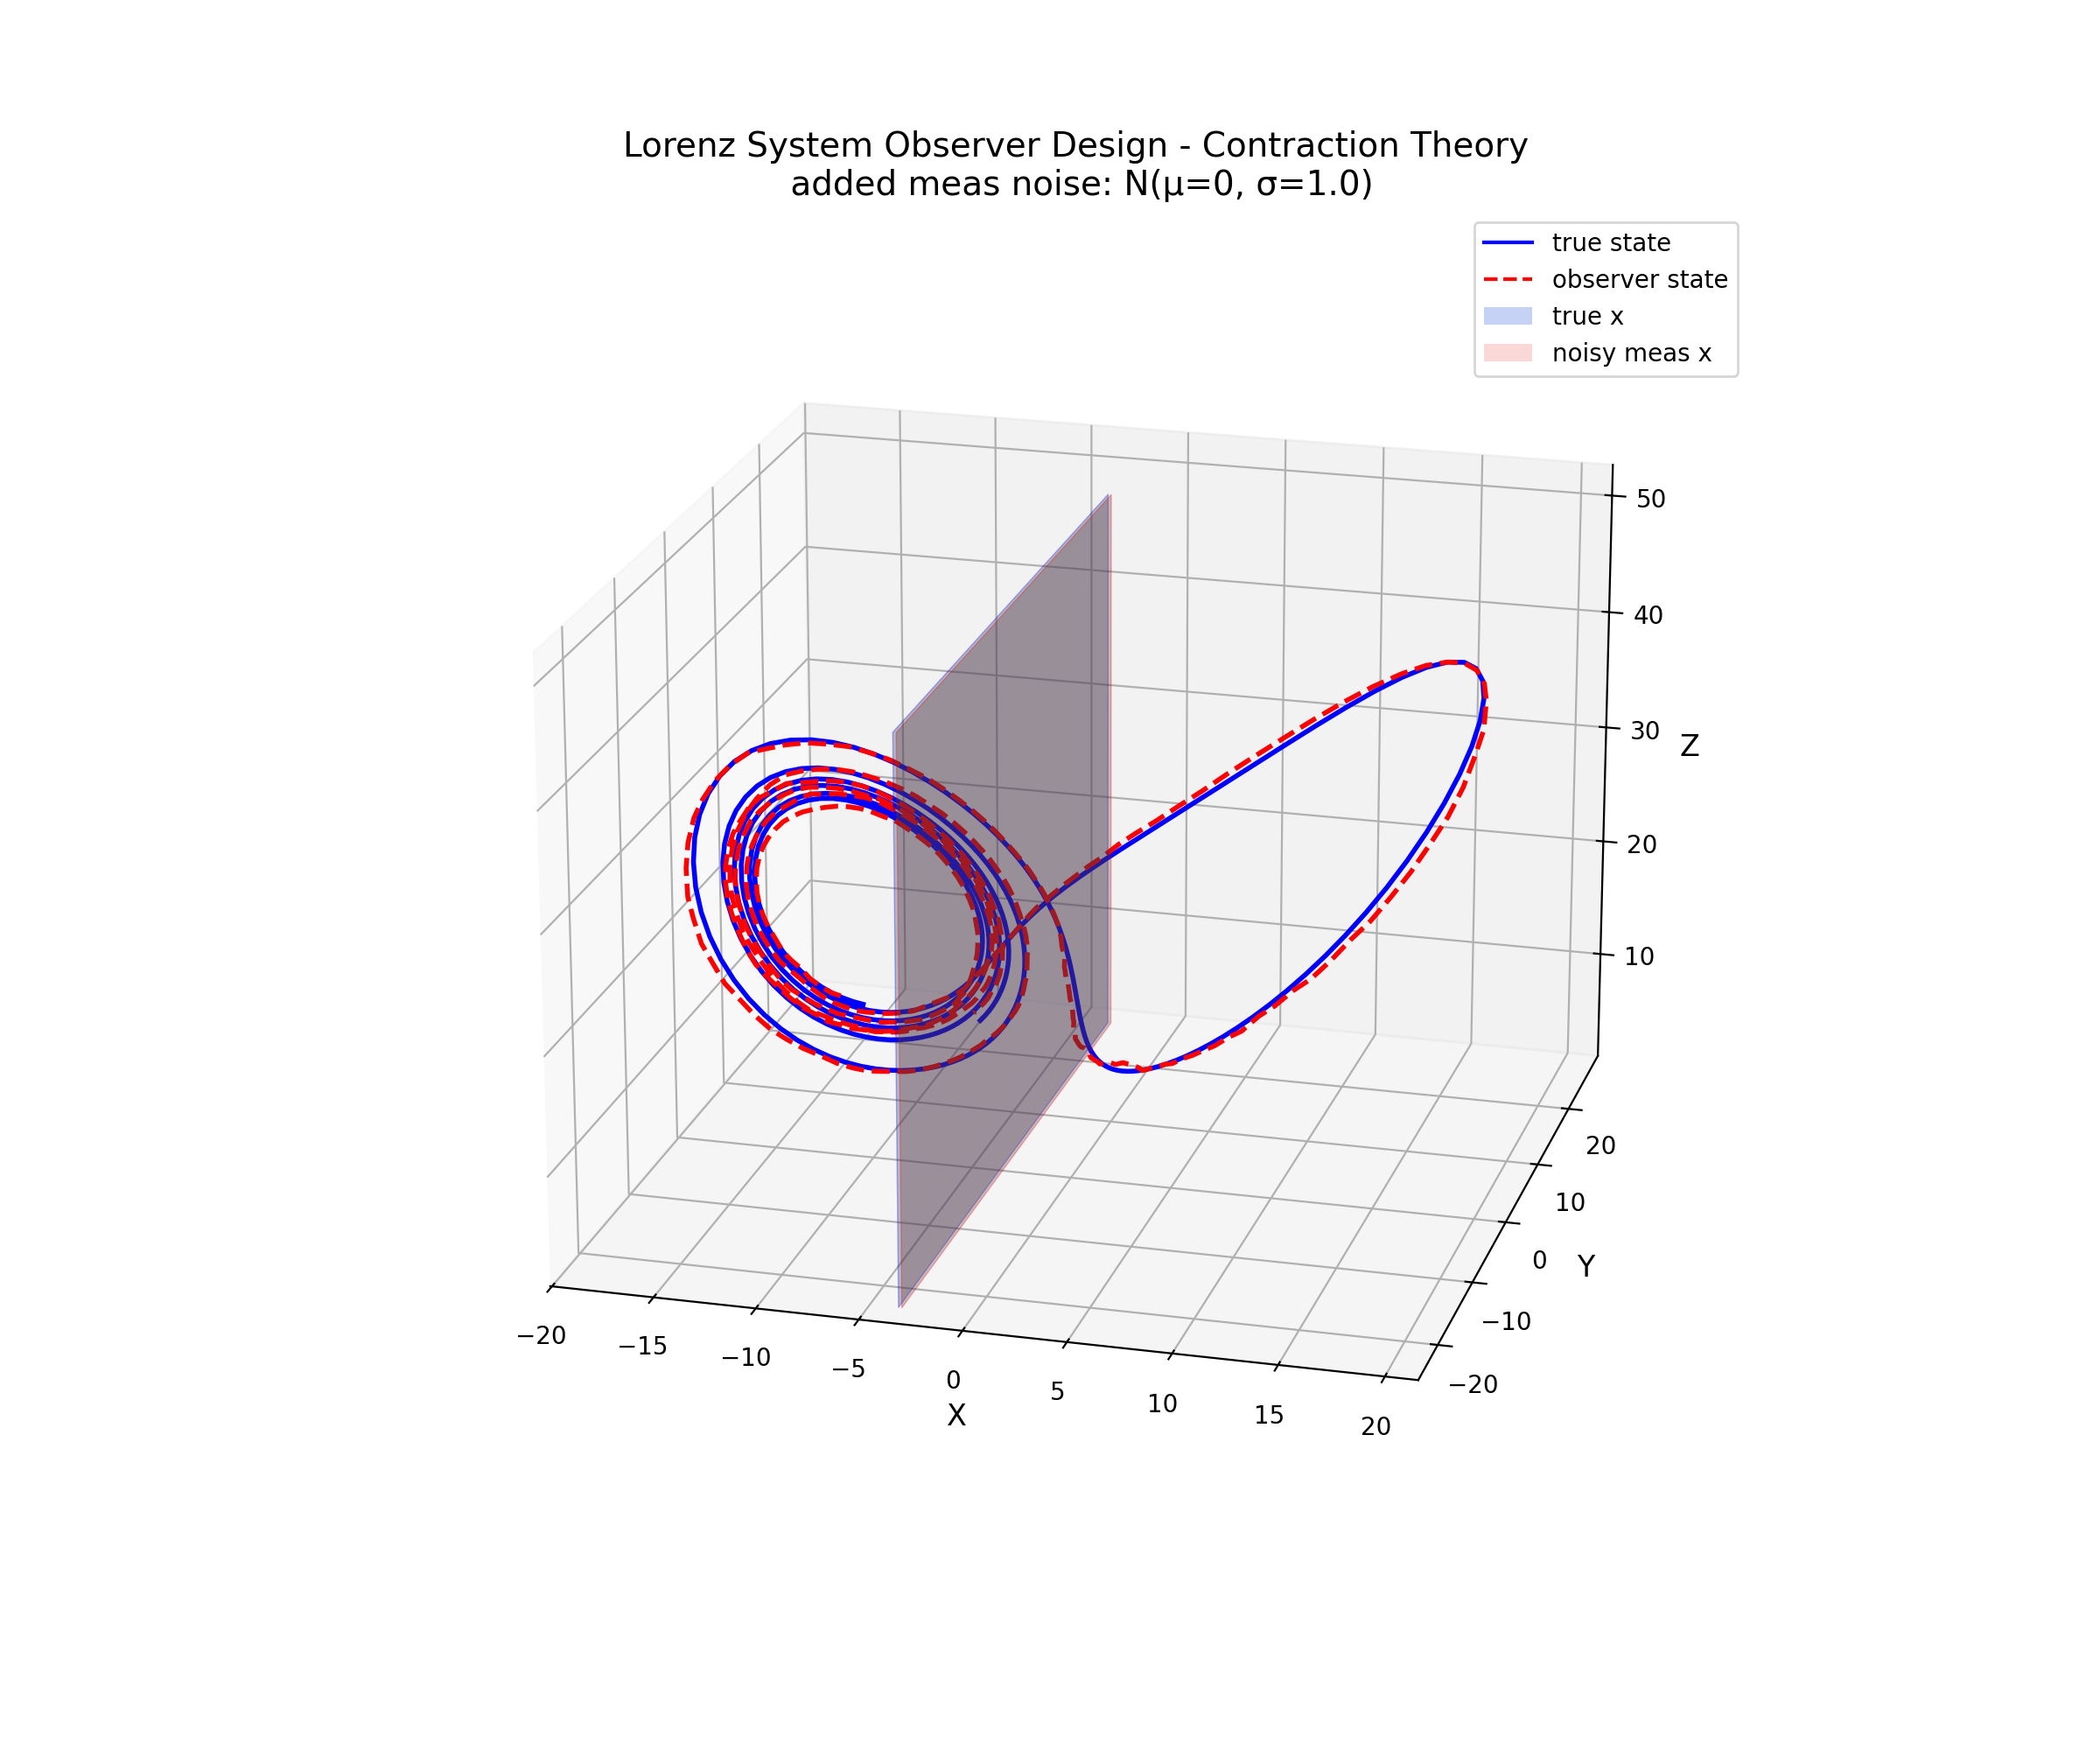 Lorenz System Observer Design - Contraction Theory
added meas noise: N(μ=0, σ=1.0)
true state
observer state
true x
noisy meas x
50
40
30
20
10
Z
20
10
0
−10
−20
Y
−20
−15
−10
−5
0
5
10
15
20
X